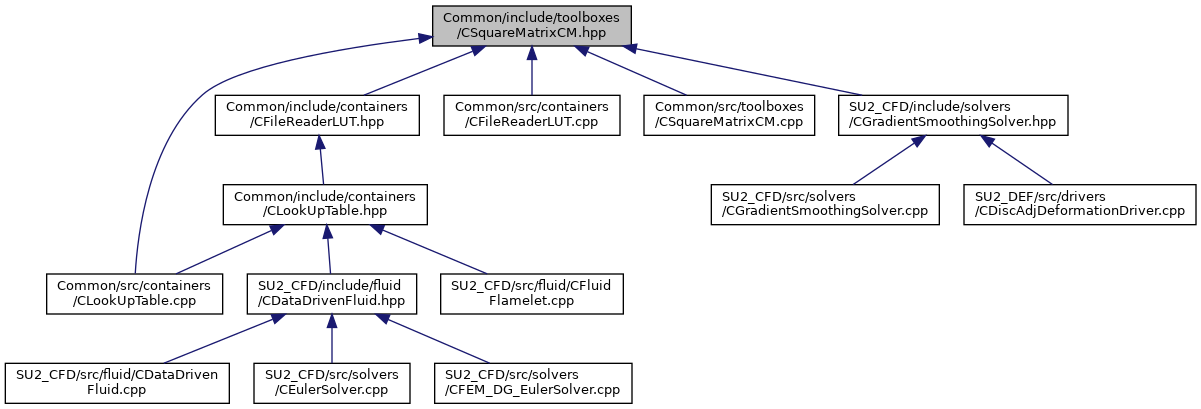 Common/include/toolboxes
/CSquareMatrixCM.hpp
Common/include/containers
/CFileReaderLUT.hpp
Common/src/containers
/CFileReaderLUT.cpp
Common/src/toolboxes
/CSquareMatrixCM.cpp
SU2_CFD/include/solvers
/CGradientSmoothingSolver.hpp
Common/include/containers
/CLookUpTable.hpp
SU2_CFD/src/solvers
/CGradientSmoothingSolver.cpp
SU2_DEF/src/drivers
/CDiscAdjDeformationDriver.cpp
Common/src/containers
/CLookUpTable.cpp
SU2_CFD/include/fluid
/CDataDrivenFluid.hpp
SU2_CFD/src/fluid/CFluid
Flamelet.cpp
SU2_CFD/src/fluid/CDataDriven
Fluid.cpp
SU2_CFD/src/solvers
/CEulerSolver.cpp
SU2_CFD/src/solvers
/CFEM_DG_EulerSolver.cpp